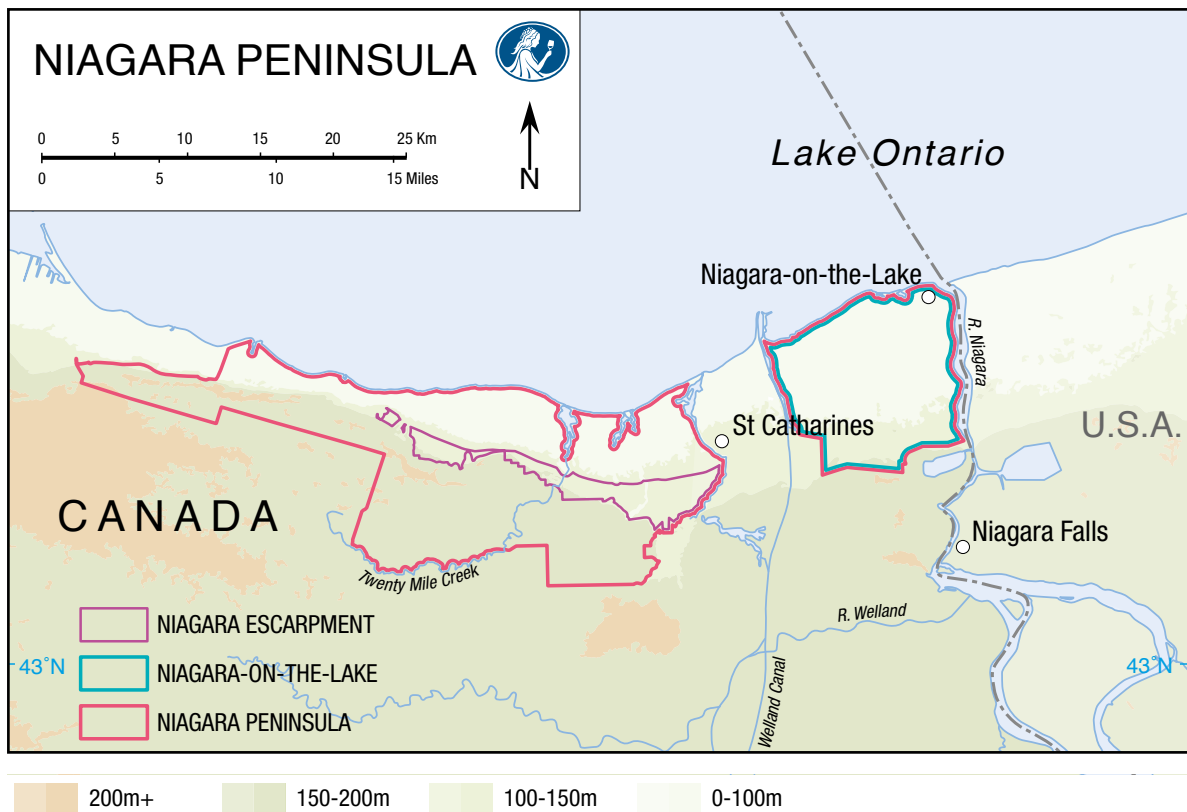 NIAGARA PENINSULA
0 5 10 15 20 25 Km
0 5 10 15 Miles
N
Lake Ontario
Niagara-on-the-Lake
R. Niagara
U.S.A.
St Catharines
CANADA
Niagara Falls
Twenty Mile Creek
R. Welland
Welland Canal
NIAGARA ESCARPMENT
43°N
43°N
NIAGARA-ON-THE-LAKE
NIAGARA PENINSULA
200m+ 150-200m 100-150m 0-100m